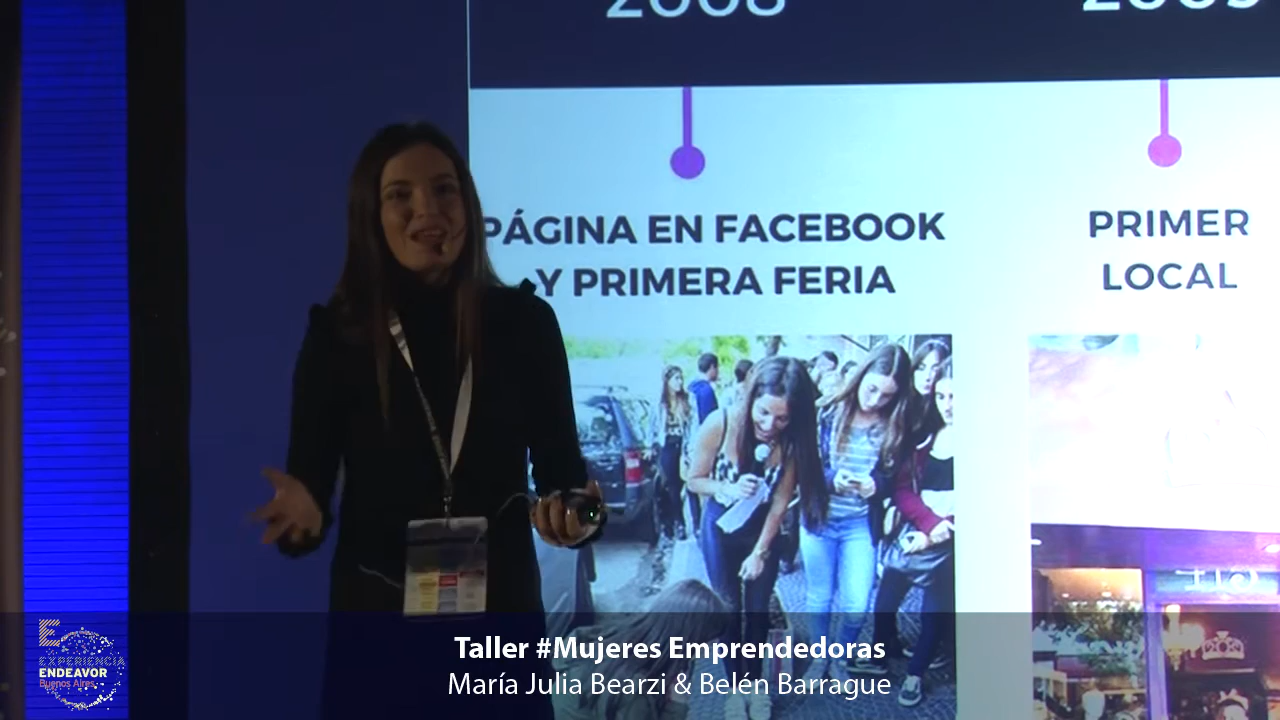 2008
2009
PÁGINA EN FACEBOOK
Y PRIMERA FERIA
PRIMER
LOCAL
Taller #Mujeres Emprendedoras
María Julia Bearzi & Belén Barrague
E
EXPERIENCIA
ENDEAVOR
Buenos Aires